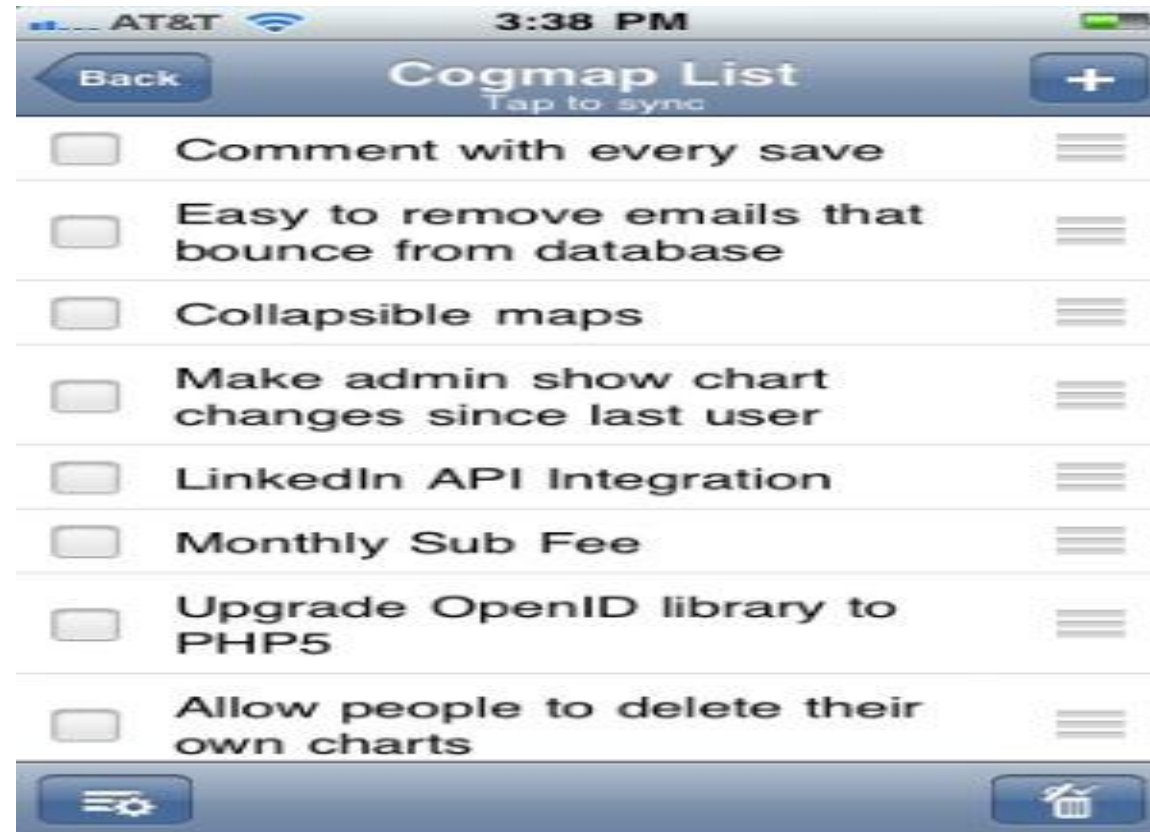 AT&T 3:38 PM
Back Cogmap List +
Tap to sync
Comment with every save
Easy to remove emails that
bounce from database
Collapsible maps
Make admin show chart
changes since last user
LinkedIn API Integration
Monthly Sub Fee
Upgrade OpenID library to
PHP5
Allow people to delete their
own charts